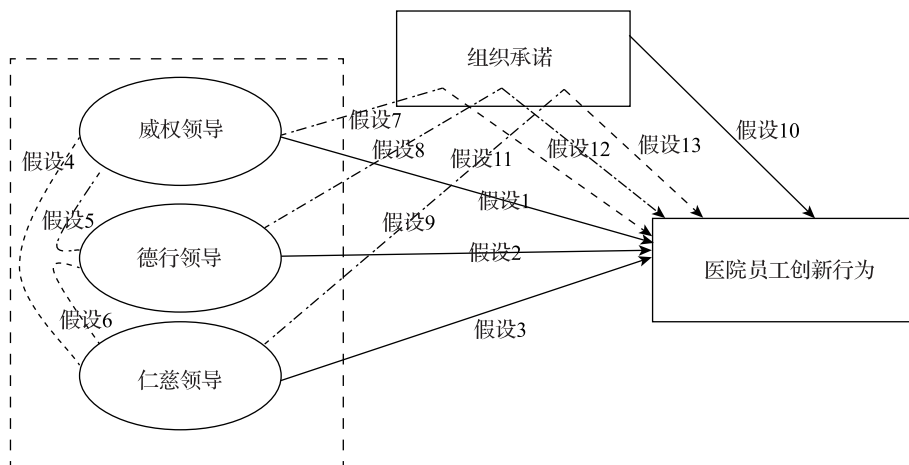 组织承诺
威权领导
假设7
假设10
假设4
假设8
假设11
假设12
假设13
假设5
假设1
假设9
德行领导
假设2
医院员工创新行为
假设6
假设3
仁慈领导